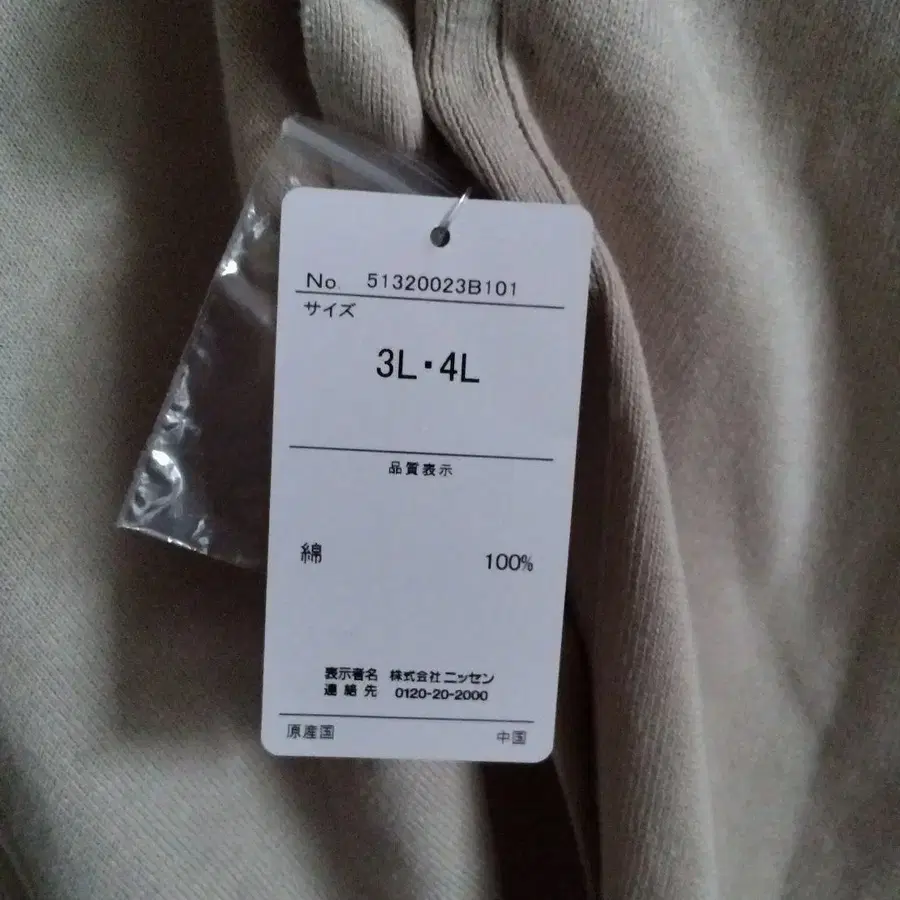 No. 51320023B101
サイズ
3L・4L
品質表示
綿 100%
表示者名 株式会社ニッセン
連絡先 0120-20-2000
原産国 中国